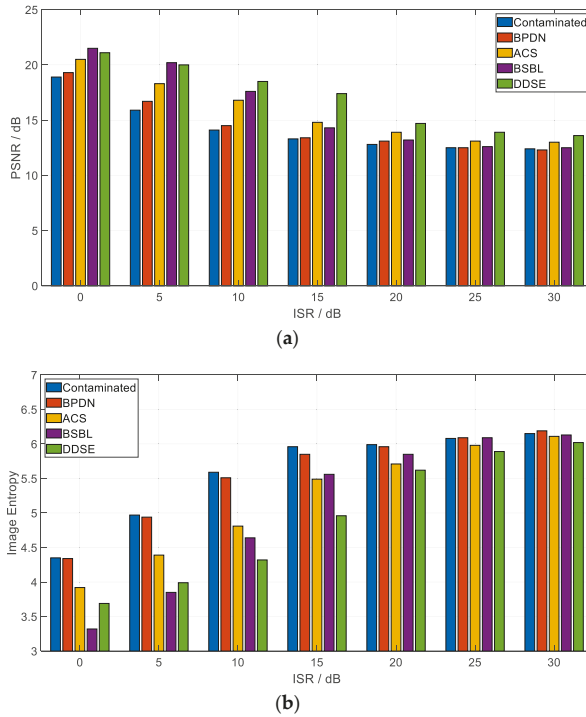 25
20
15
10
5
0
PSNR / dB
Contaminated
BPDN
ACS
BSBL
DDSE
0 5 10 15 20 25 30
ISR / dB
(a)
7
6.5
6
5.5
5
4.5
4
3.5
3
Image Entropy
Contaminated
BPDN
ACS
BSBL
DDSE
0 5 10 15 20 25 30
ISR / dB
(b)